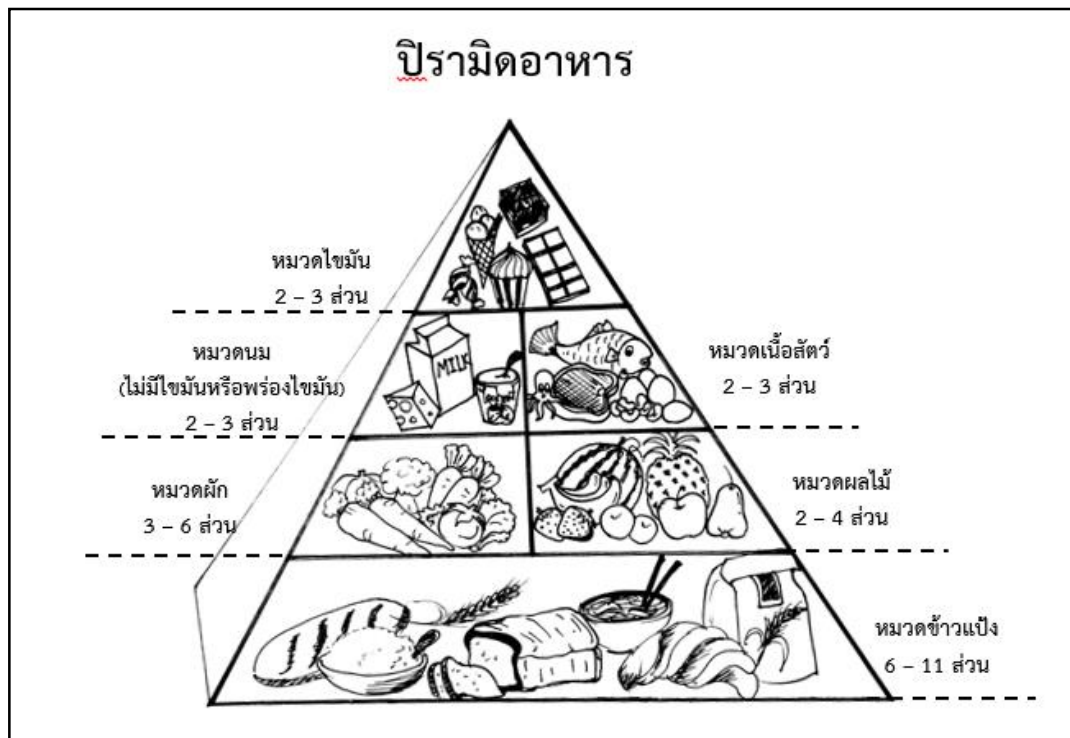 ปิรามิดอาหาร
หมวดไขมัน
2 – 3 ส่วน
หมวดนม
(ไม่มีไขมันหรือพร่องไขมัน)
2 – 3 ส่วน
หมวดเนื้อสัตว์
2 – 3 ส่วน
MILK
หมวดผัก
3 – 6 ส่วน
หมวดผลไม้
2 – 4 ส่วน
หมวดข้าวแป้ง
6 – 11 ส่วน